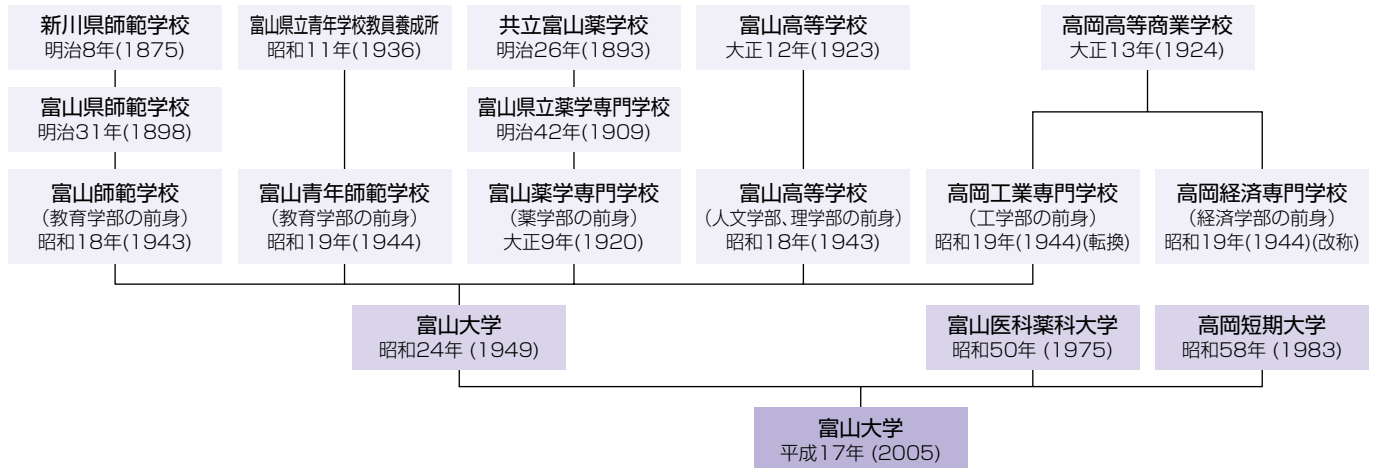 新川県師範学校
明治8年(1875)
富山県立青年学校教員養成所
昭和11年(1936)
共立富山薬学校
明治26年(1893)
富山高等学校
大正12年(1923)
高岡高等商業学校
大正13年(1924)
富山県師範学校
明治31年(1898)
富山県立薬学専門学校
明治42年(1909)
富山師範学校
(教育学部の前身)
昭和18年(1943)
富山青年師範学校
(教育学部の前身)
昭和19年(1944)
富山薬学専門学校
(薬学部の前身)
大正9年(1920)
富山高等学校
(人文学部、理学部の前身)
昭和18年(1943)
高岡工業専門学校
(工学部の前身)
昭和19年(1944)(転換)
高岡経済専門学校
(経済学部の前身)
昭和19年(1944)(改称)
富山大学
昭和24年 (1949)
富山医科薬科大学
昭和50年 (1975)
高岡短期大学
昭和58年 (1983)
富山大学
平成17年 (2005)